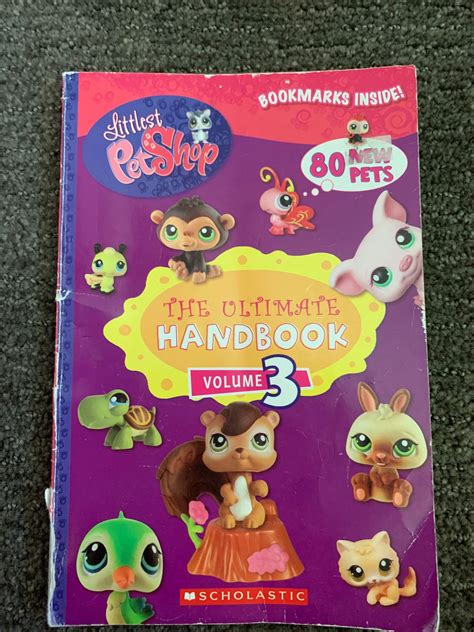 Littlest
PetShop
BOOKMARKS INSIDE!
80 NEW
PETS
THE ULTIMATE
HANDBOOK
VOLUME 3
SCHOLASTIC